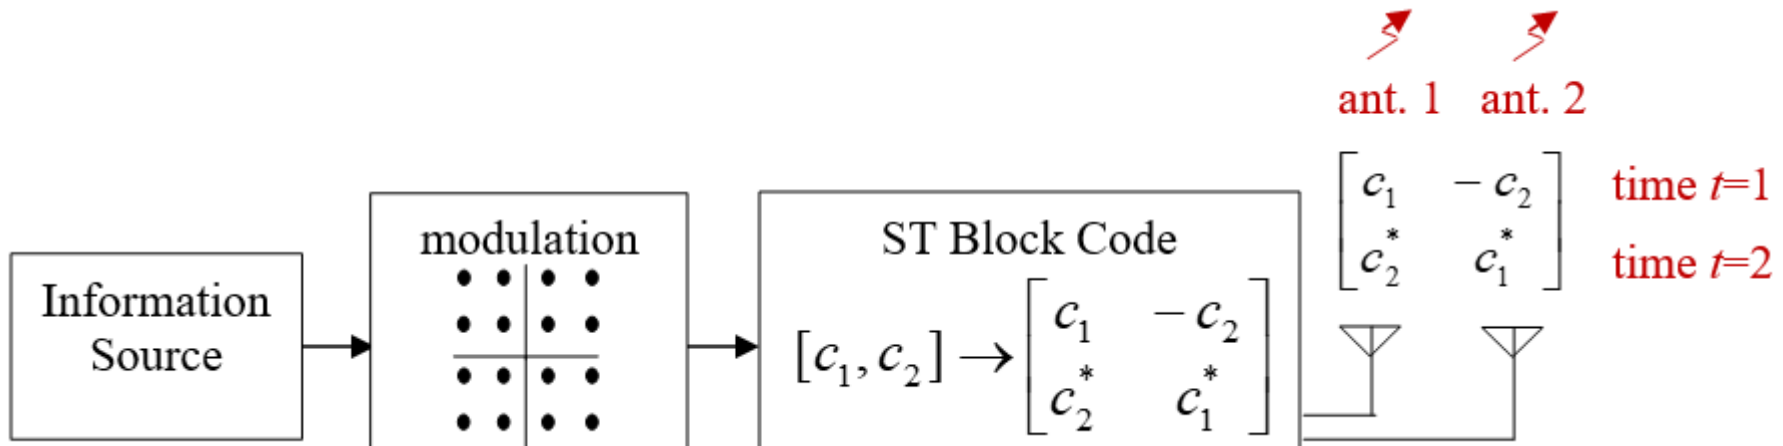 ant. 1 ant. 2
c₁ − c₂ time t=1
c₂* c₁* time t=2
modulation
ST Block Code
Information
Source
[c₁, c₂] → [c₁ − c₂
c₂* c₁*]